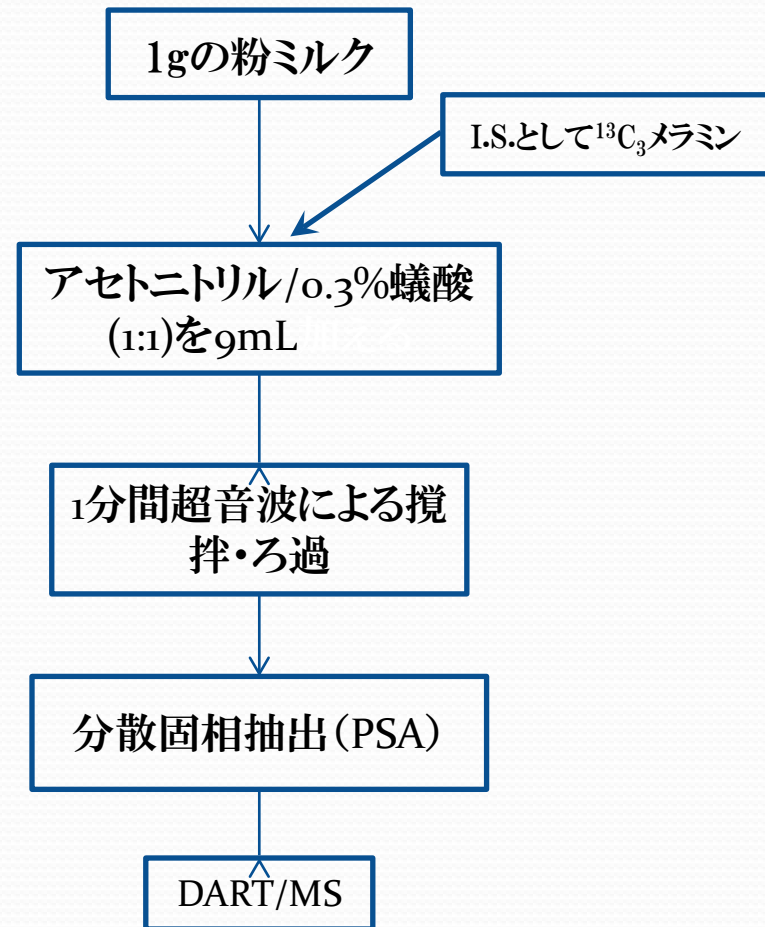 1gの粉ミルク
I.S.として¹³C₃メラミン
アセトニトリル/0.3%蟻酸
(1:1)を9mL
1分間超音波による撹
拌・ろ過
分散固相抽出(PSA)
DART/MS